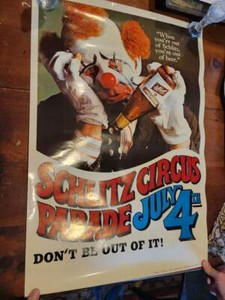 "When
you're out
of Schlitz,
you're out
of beer."
SCHLITZ CIRCUS
PARADE JULY
4TH
DON'T BE OUT OF IT!